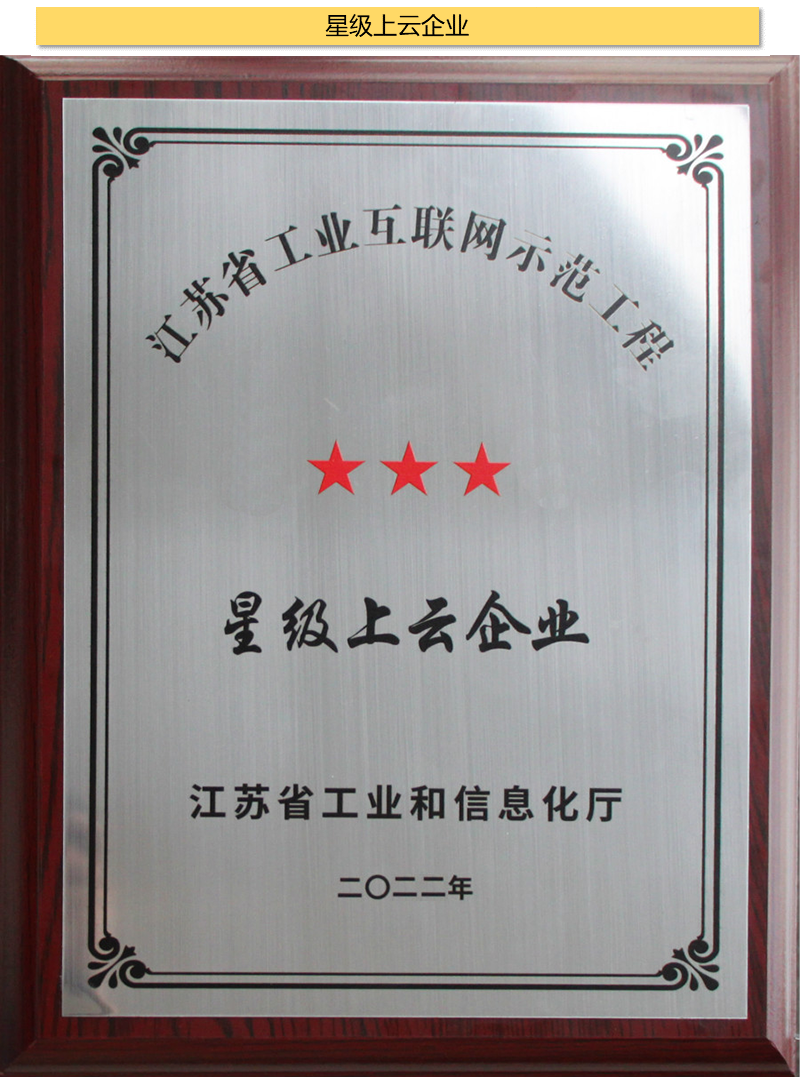 星级上云企业
江苏省工业互联网示范工程
星级上云企业
江苏省工业和信息化厅
二〇二二年